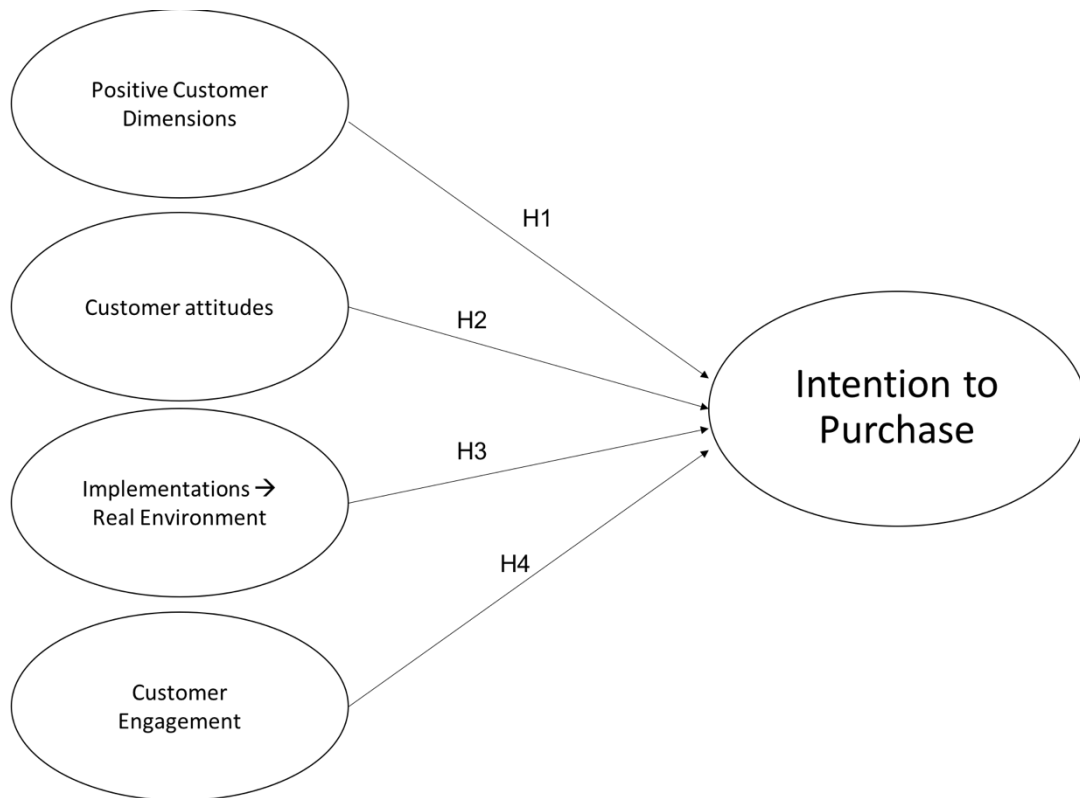 Positive Customer
Dimensions
H1
Customer attitudes
H2
Intention to
Purchase
H3
Implementations →
Real Environment
H4
Customer
Engagement